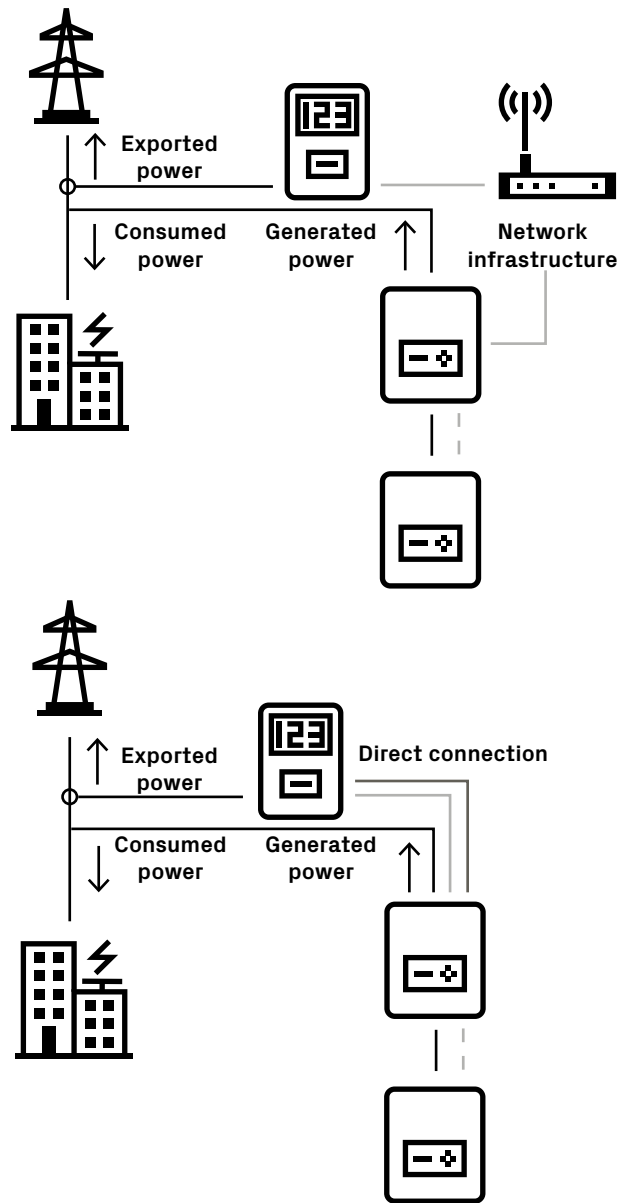 Exported
power
123
Consumed
power
Generated
power
Network
infrastructure
Exported
power
123
Direct connection
Consumed
power
Generated
power